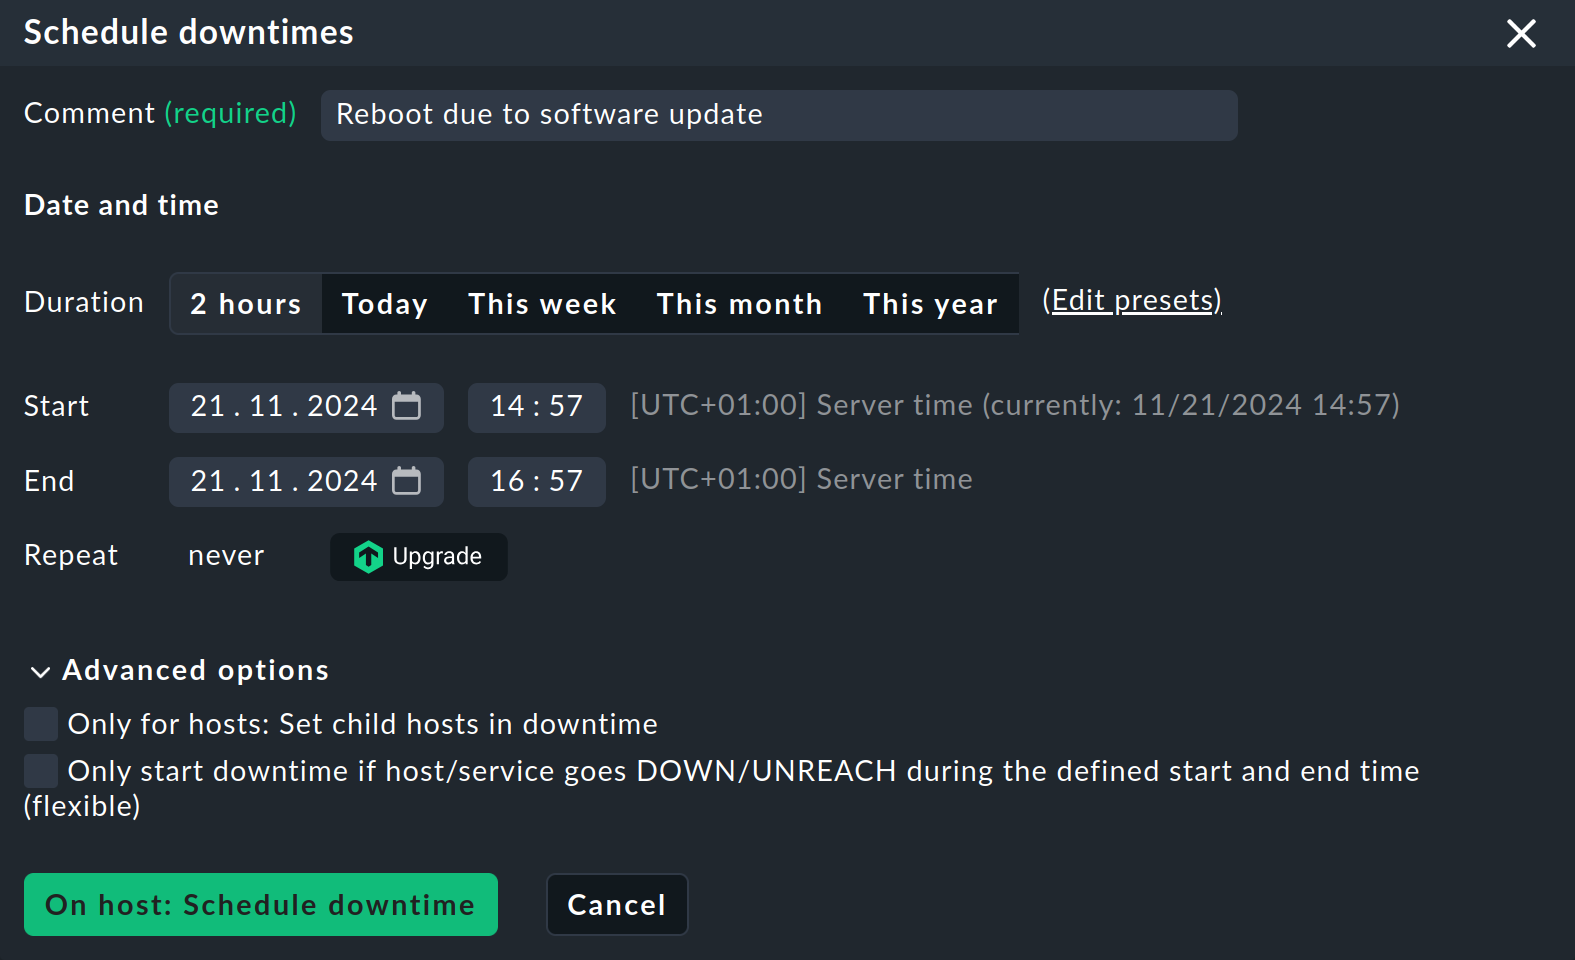 Schedule downtimes
Comment (required) Reboot due to software update
Date and time
Duration 2 hours Today This week This month This year (Edit presets)
Start 21 . 11 . 2024 14 : 57 [UTC+01:00] Server time (currently: 11/21/2024 14:57)
End 21 . 11 . 2024 16 : 57 [UTC+01:00] Server time
Repeat never Upgrade
Advanced options
Only for hosts: Set child hosts in downtime
Only start downtime if host/service goes DOWN/UNREACH during the defined start and end time
(flexible)
On host: Schedule downtime Cancel